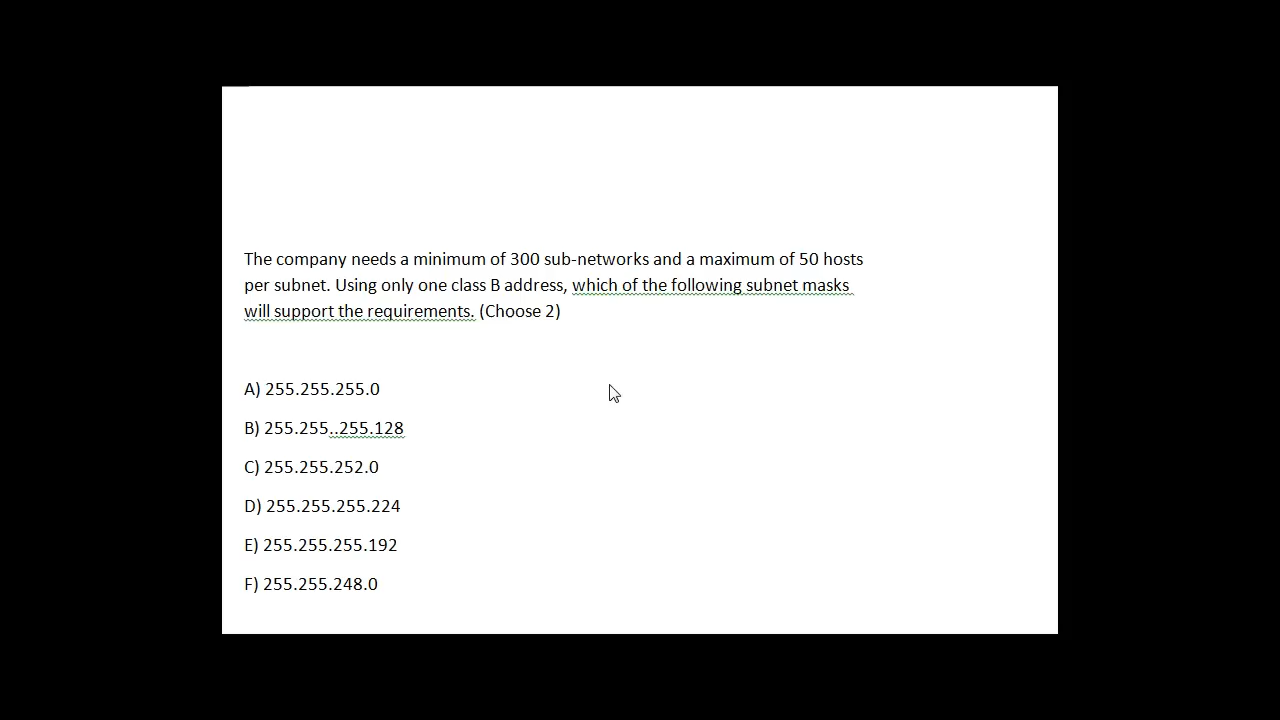 The company needs a minimum of 300 sub-networks and a maximum of 50 hosts
per subnet. Using only one class B address, which of the following subnet masks
will support the requirements. (Choose 2)
A) 255.255.255.0
B) 255.255..255.128
C) 255.255.252.0
D) 255.255.255.224
E) 255.255.255.192
F) 255.255.248.0